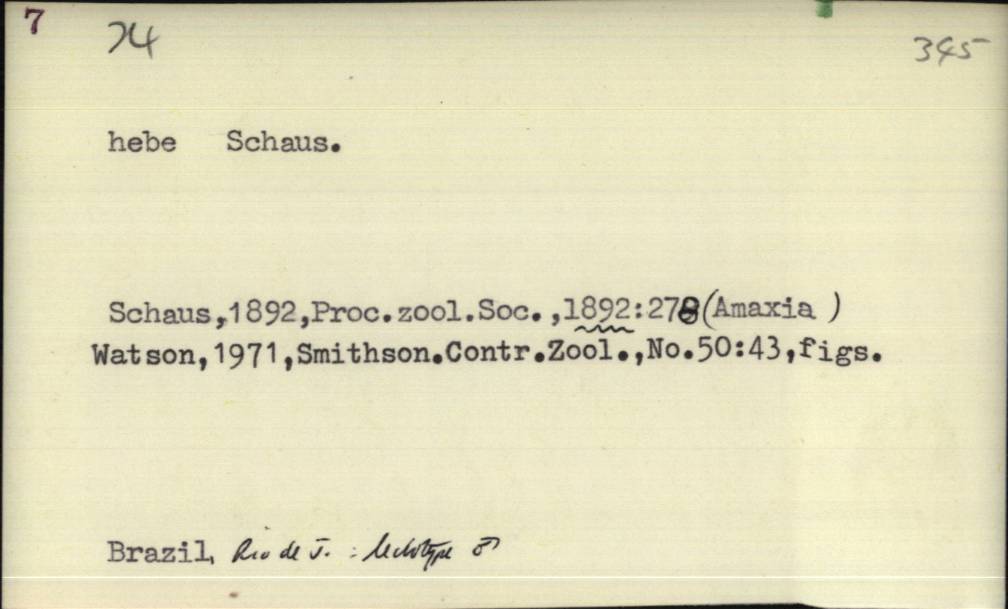 7
74 345
hebe Schaus.
Schaus,1892,Proc.zool.Soc.,1892:278 (Amaxia )
Watson,1971,Smithson.Contr.Zool.,No.50:43,figs.
Brazil, Rio de J. : lectotype ♂